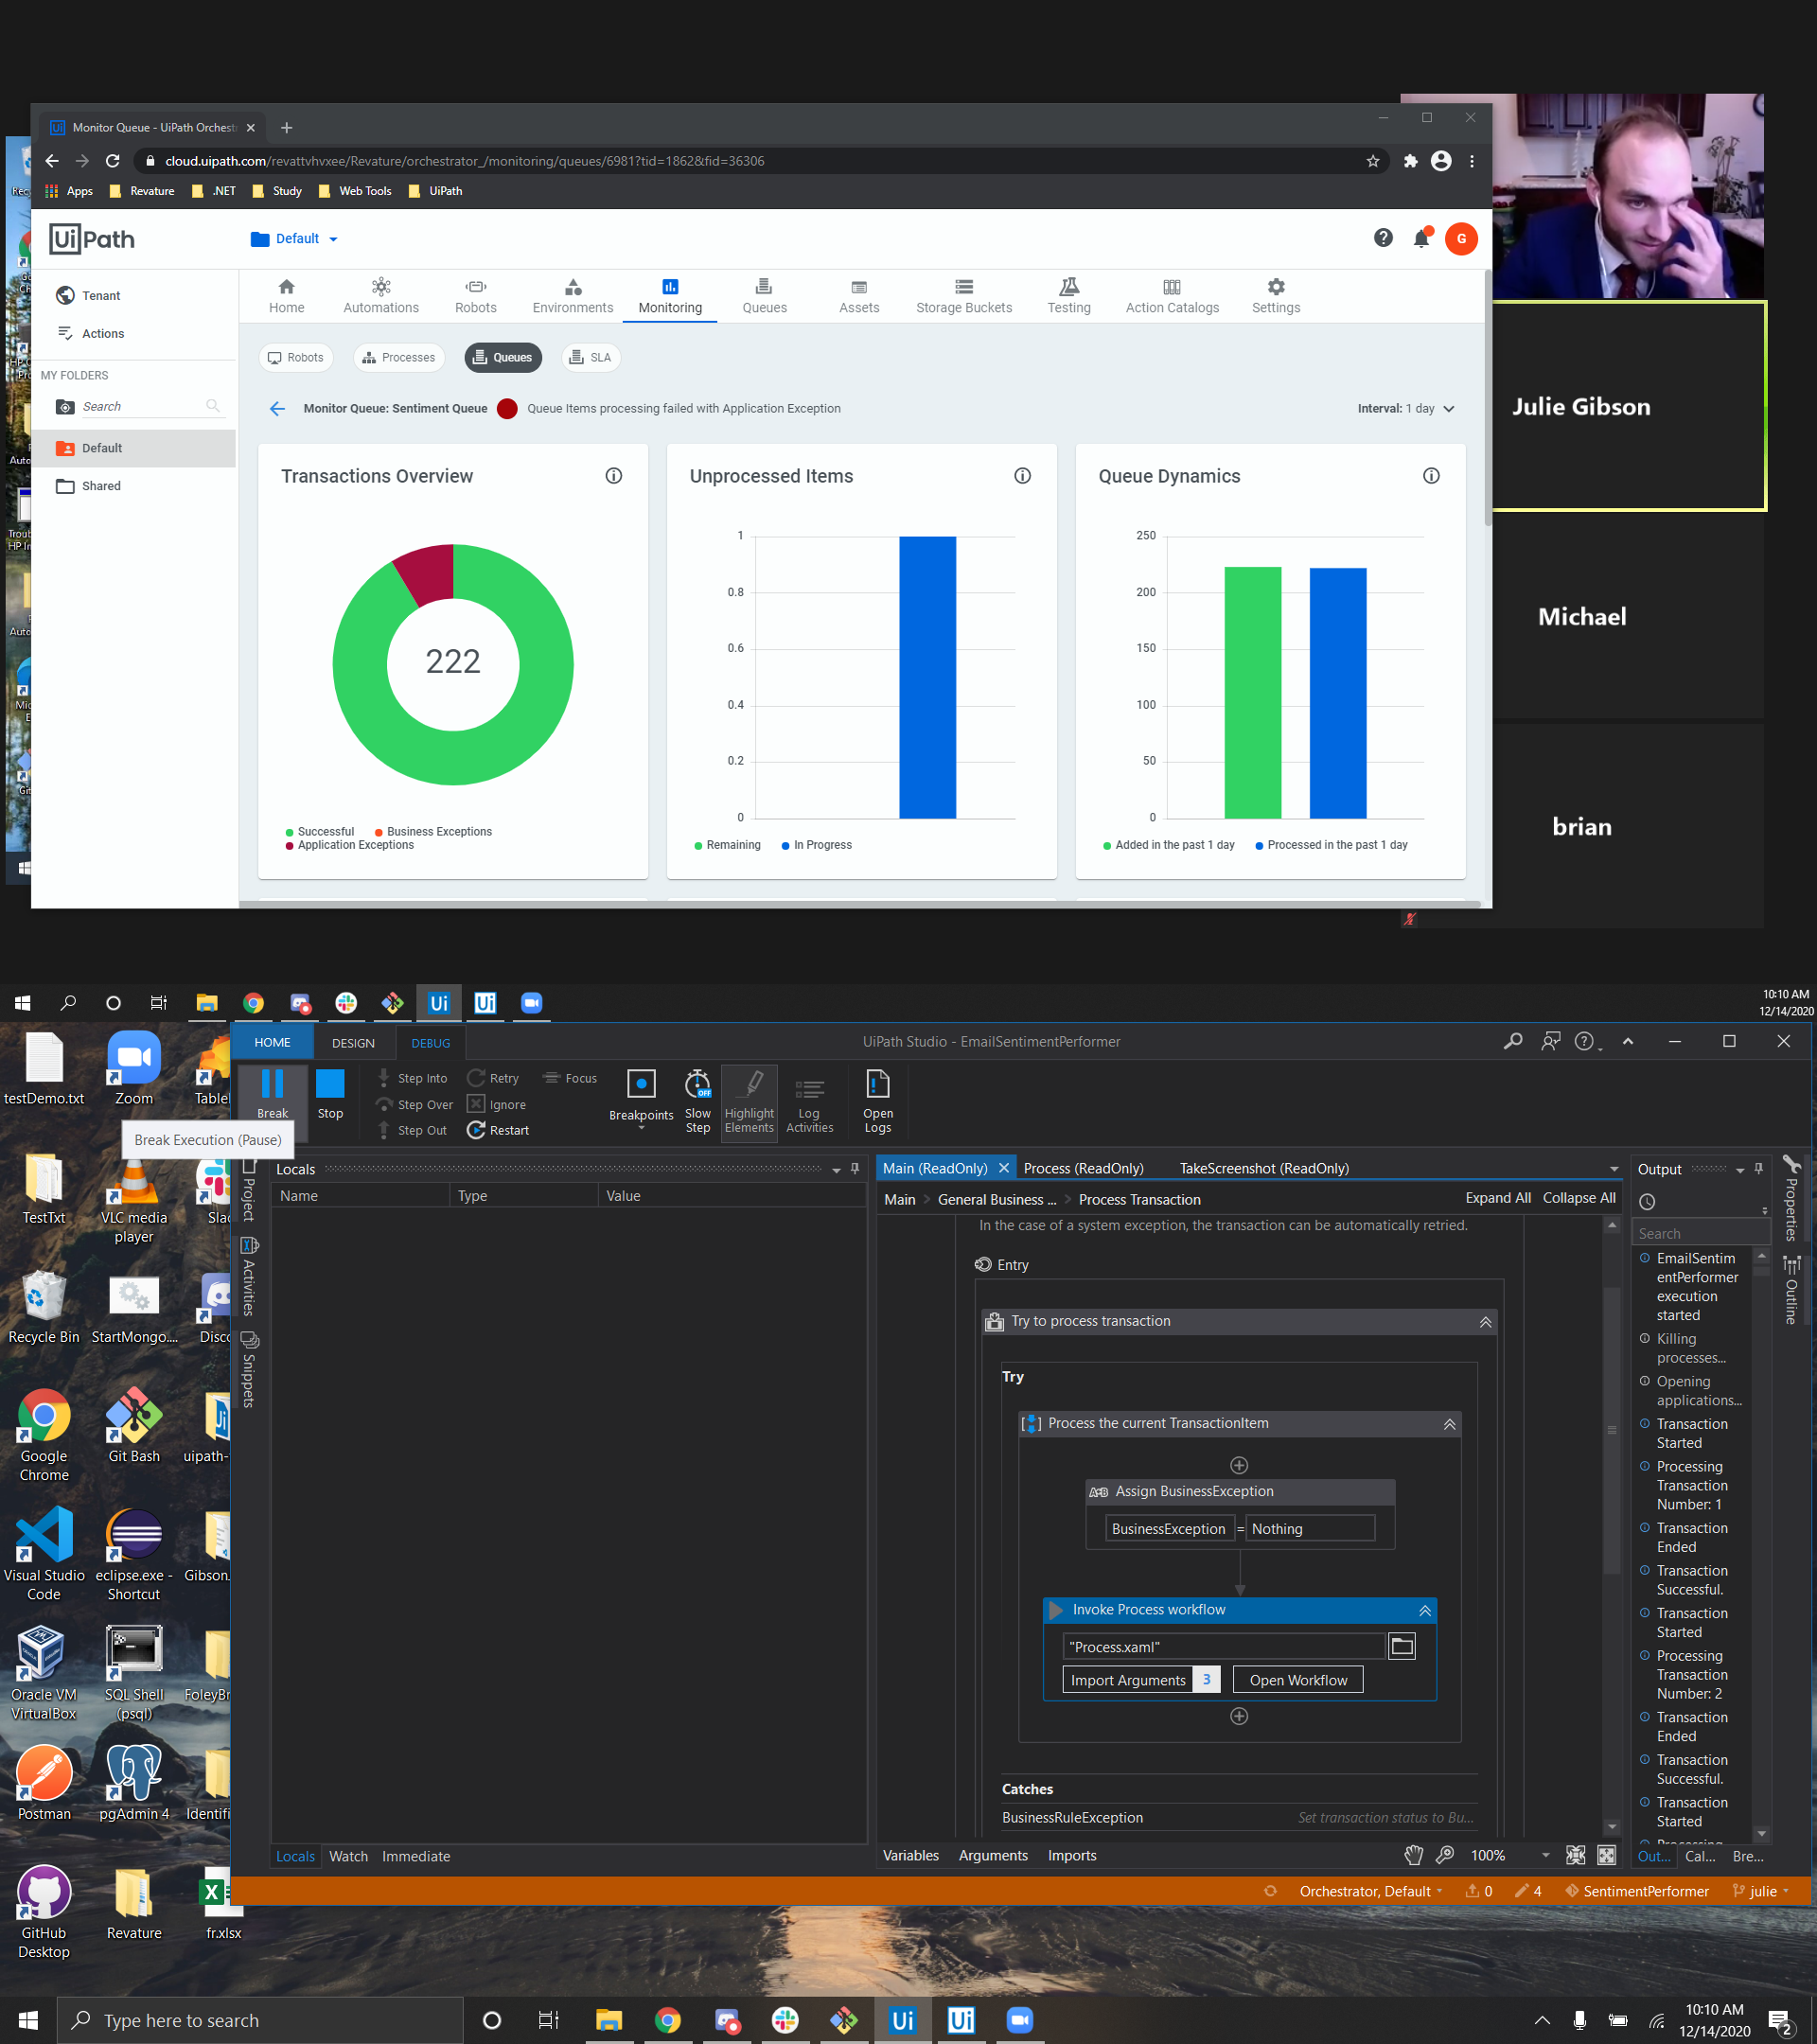 Monitor Queue - UiPath Orchest
cloud.uipath.com/revattvhvxee/Revature/orchestrator_/monitoring/queues/6981?tid=1862&fid=36306
Apps Revature .NET Study Web Tools UiPath
UiPath Default G
Tenant
Actions
MY FOLDERS
Search
Default
Shared
Home Automations Robots Environments Monitoring Queues Assets Storage Buckets Testing Action Catalogs Settings
Robots Processes Queues SLA
Monitor Queue: Sentiment Queue Queue Items processing failed with Application Exception Interval: 1 day
Transactions Overview
222
Successful Business Exceptions
Application Exceptions
Unprocessed Items
1
0.8
0.6
0.4
0.2
0
Remaining In Progress
Queue Dynamics
250
200
150
100
50
0
Added in the past 1 day Processed in the past 1 day
Julie Gibson
Michael
brian
10:10 AM
12/14/2020
testDemo.txt Zoom
TestTxt VLC media player
Recycle Bin StartMongo....
Google Chrome Git Bash uipath-
Visual Studio Code eclipse.exe - Shortcut Gibson.
Oracle VM VirtualBox SQL Shell (psql) FoleyBr
Postman pgAdmin 4 Identifi
GitHub Desktop Revature fr.xlsx
HOME DESIGN DEBUG UiPath Studio - EmailSentimentPerformer
Break Stop
Step Into Retry Focus
Step Over Ignore
Step Out Restart
Breakpoints Slow Step Highlight Elements Log Activities Open Logs
OFF
Break Execution (Pause)
Project
Activities
Snippets
Locals
Name Type Value
Locals Watch Immediate
Main (ReadOnly) Process (ReadOnly) TakeScreenshot (ReadOnly)
Main > General Business ... > Process Transaction Expand All Collapse All
In the case of a system exception, the transaction can be automatically retried.
Entry
Try to process transaction
Try
Process the current TransactionItem
Assign BusinessException
BusinessException = Nothing
Invoke Process workflow
"Process.xaml"
Import Arguments 3 Open Workflow
Catches
BusinessRuleException Set transaction status to Bu...
Variables Arguments Imports 100%
Output
Search
EmailSentim
entPerformer
execution
started
Killing
processes...
Opening
applications...
Transaction
Started
Processing
Transaction
Number: 1
Transaction
Ended
Transaction
Successful.
Transaction
Started
Processing
Transaction
Number: 2
Transaction
Ended
Transaction
Successful.
Transaction
Started
Out... Cal... Bre...
Properties
Outline
Orchestrator, Default 0 4 SentimentPerformer julie
Type here to search
10:10 AM
12/14/2020
2